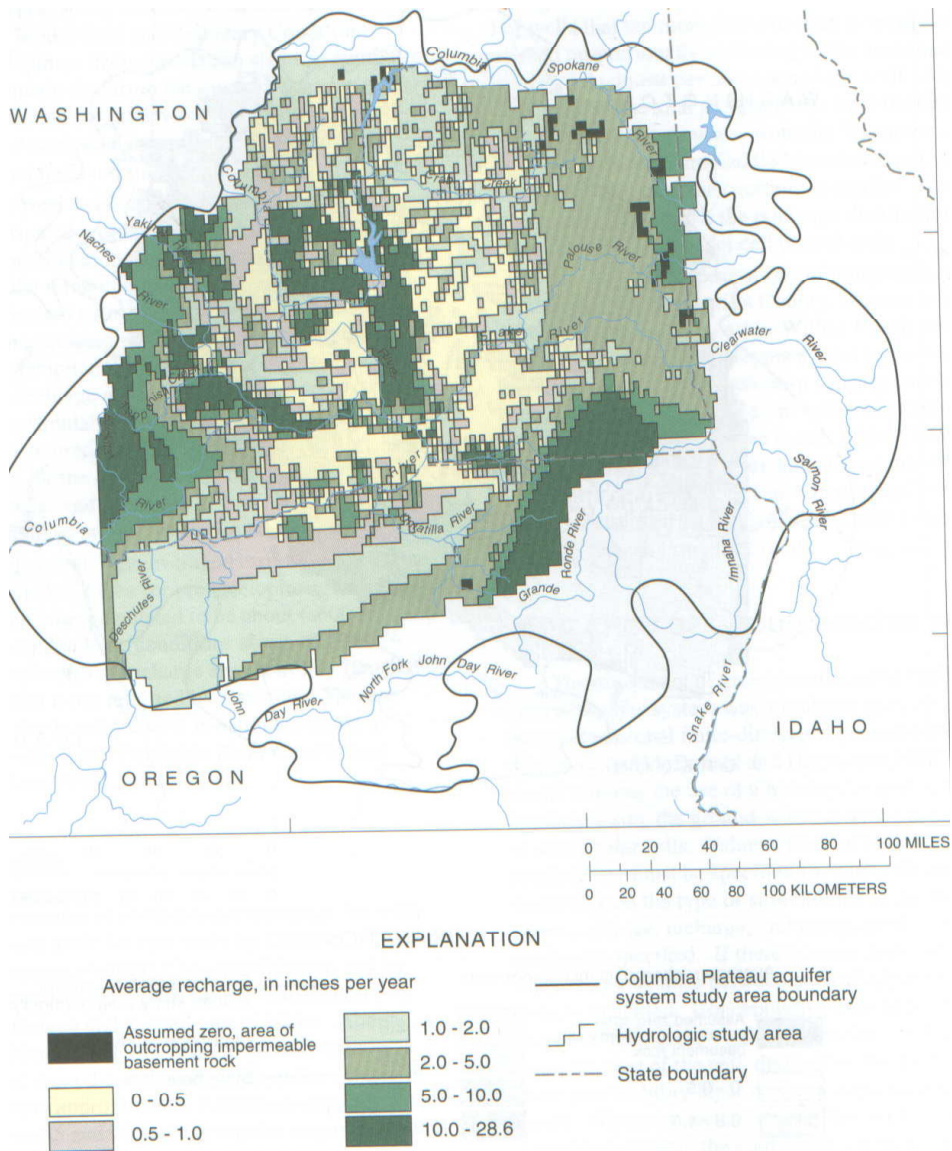 Columbia
Spokane
River
WASHINGTON
Columbia
Crab
Creek
Naches
Yakima
River
River
Palouse
River
Snake
River
Clearwater
River
River
River
Columbia
River
Umatilla
River
Salmon
River
Deschutes
River
Grande
Ronde River
Imnaha River
John
Day River
North Fork John Day River
Snake River
IDAHO
OREGON
0 20 40 60 80 100 MILES
0 20 40 60 80 100 KILOMETERS
EXPLANATION
Average recharge, in inches per year
Assumed zero, area of
outcropping impermeable
basement rock
0 - 0.5
0.5 - 1.0
1.0 - 2.0
2.0 - 5.0
5.0 - 10.0
10.0 - 28.6
Columbia Plateau aquifer
system study area boundary
Hydrologic study area
State boundary